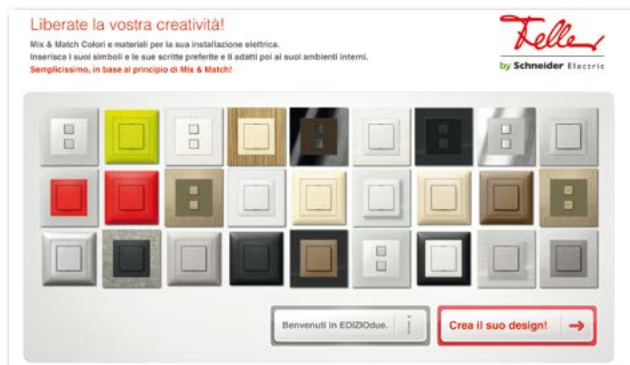 Liberate la vostra creatività!
Mix & Match Colori e materiali per la sua installazione elettrica.
Inserisca i suoi simboli e le sue scritte preferite e li adatti poi ai suoi ambienti interni.
Semplicissimo, in base al principio di Mix & Match!
Feller
by Schneider Electric
Benvenuti in EDIZIOdue. i
Crea il suo design! →